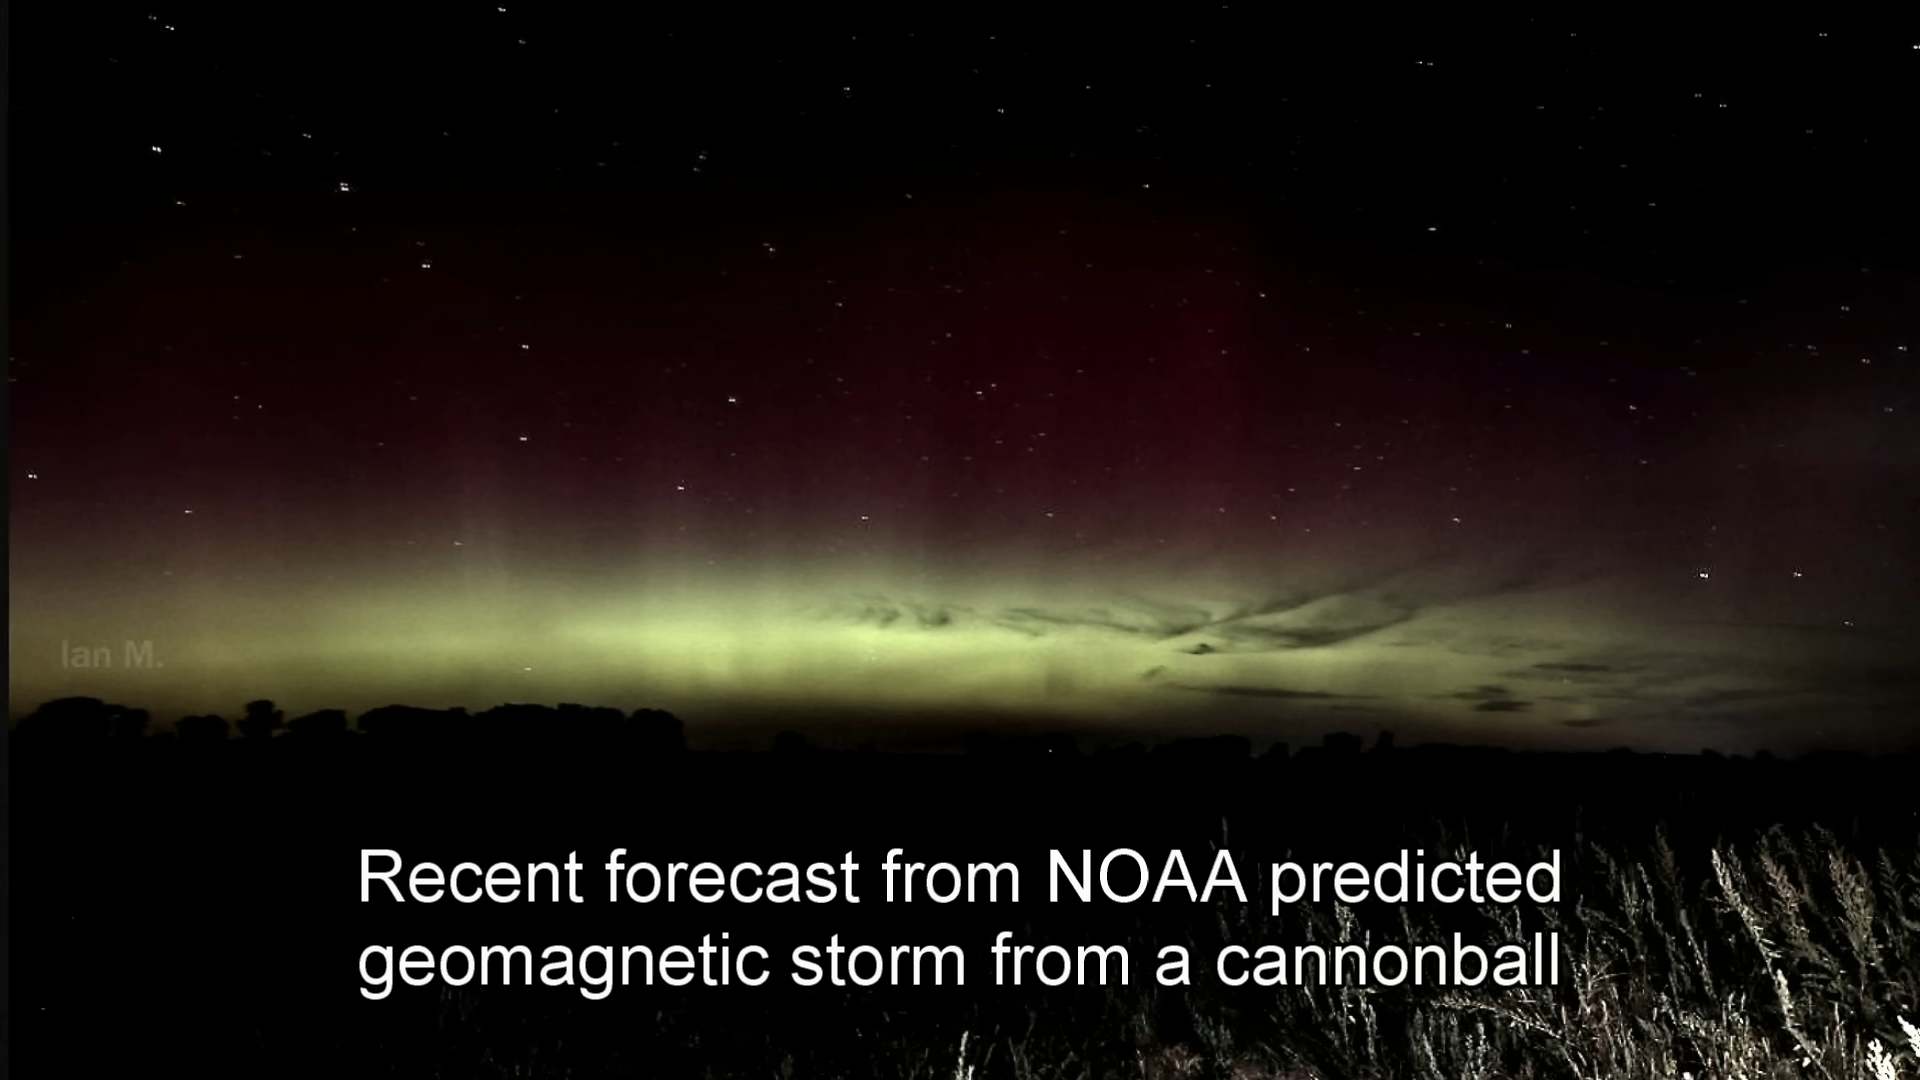 Ian M.
Recent forecast from NOAA predicted
geomagnetic storm from a cannonball